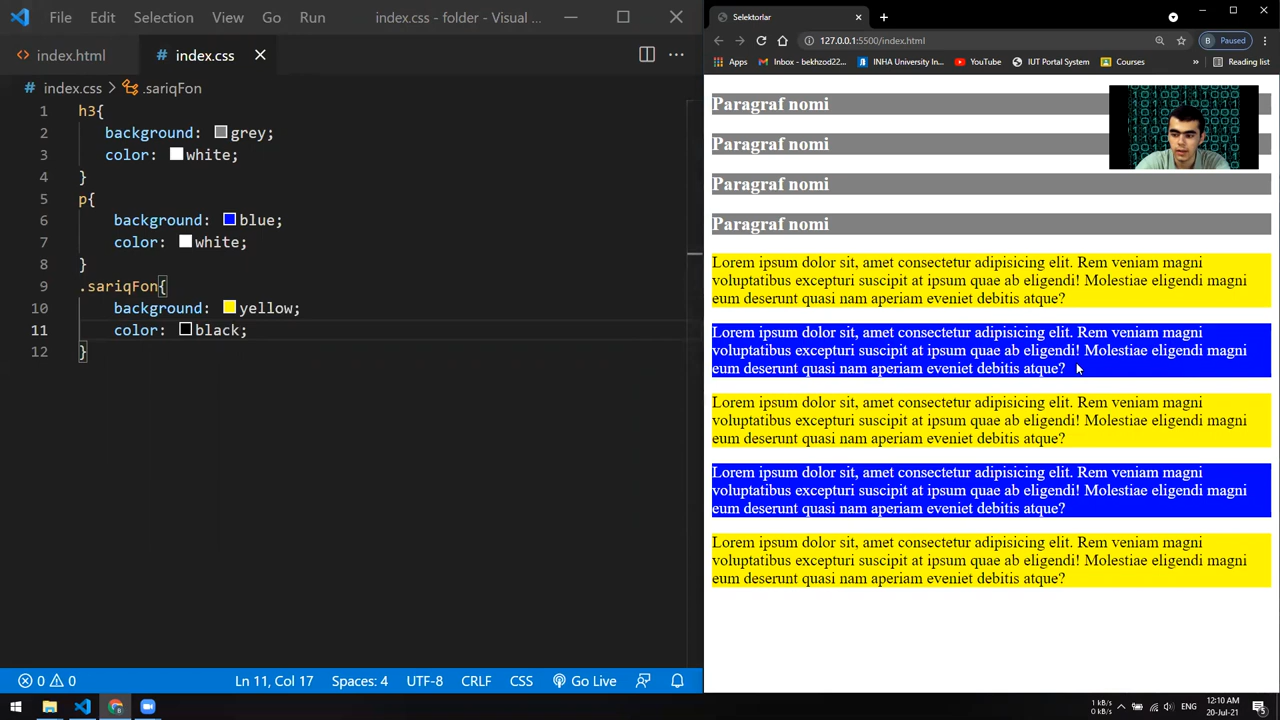 File Edit Selection View Go Run index.css - folder - Visual ...
index.html
# index.css
# index.css > .sariqFon
1 h3{
2 background: grey;
3 color: white;
4 }
5 p{
6 background: blue;
7 color: white;
8 }
9 .sariqFon{
10 background: yellow;
11 color: black;
12 }
0 0 Ln 11, Col 17 Spaces: 4 UTF-8 CRLF CSS Go Live
Selektorlar
127.0.0.1:5500/index.html
B Paused
Apps Inbox - bekhzod22... INHA University In... YouTube IUT Portal System Courses » Reading list
Paragraf nomi
Paragraf nomi
Paragraf nomi
Paragraf nomi
Lorem ipsum dolor sit, amet consectetur adipisicing elit. Rem veniam magni
voluptatibus excepturi suscipit at ipsum quae ab eligendi! Molestiae eligendi magni
eum deserunt quasi nam aperiam eveniet debitis atque?
Lorem ipsum dolor sit, amet consectetur adipisicing elit. Rem veniam magni
voluptatibus excepturi suscipit at ipsum quae ab eligendi! Molestiae eligendi magni
eum deserunt quasi nam aperiam eveniet debitis atque?
Lorem ipsum dolor sit, amet consectetur adipisicing elit. Rem veniam magni
voluptatibus excepturi suscipit at ipsum quae ab eligendi! Molestiae eligendi magni
eum deserunt quasi nam aperiam eveniet debitis atque?
Lorem ipsum dolor sit, amet consectetur adipisicing elit. Rem veniam magni
voluptatibus excepturi suscipit at ipsum quae ab eligendi! Molestiae eligendi magni
eum deserunt quasi nam aperiam eveniet debitis atque?
Lorem ipsum dolor sit, amet consectetur adipisicing elit. Rem veniam magni
voluptatibus excepturi suscipit at ipsum quae ab eligendi! Molestiae eligendi magni
eum deserunt quasi nam aperiam eveniet debitis atque?
1 kB/s
0 kB/s
ENG
12:10 AM
20-Jul-21
5